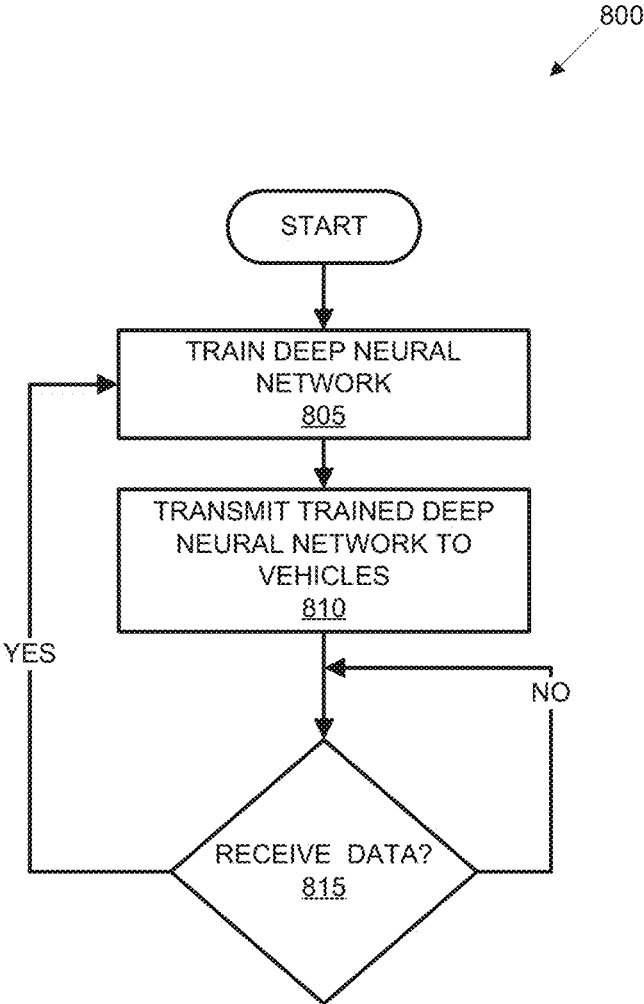 800
START
TRAIN DEEP NEURAL
NETWORK
805
TRANSMIT TRAINED DEEP
NEURAL NETWORK TO
VEHICLES
810
YES
NO
RECEIVE DATA?
815